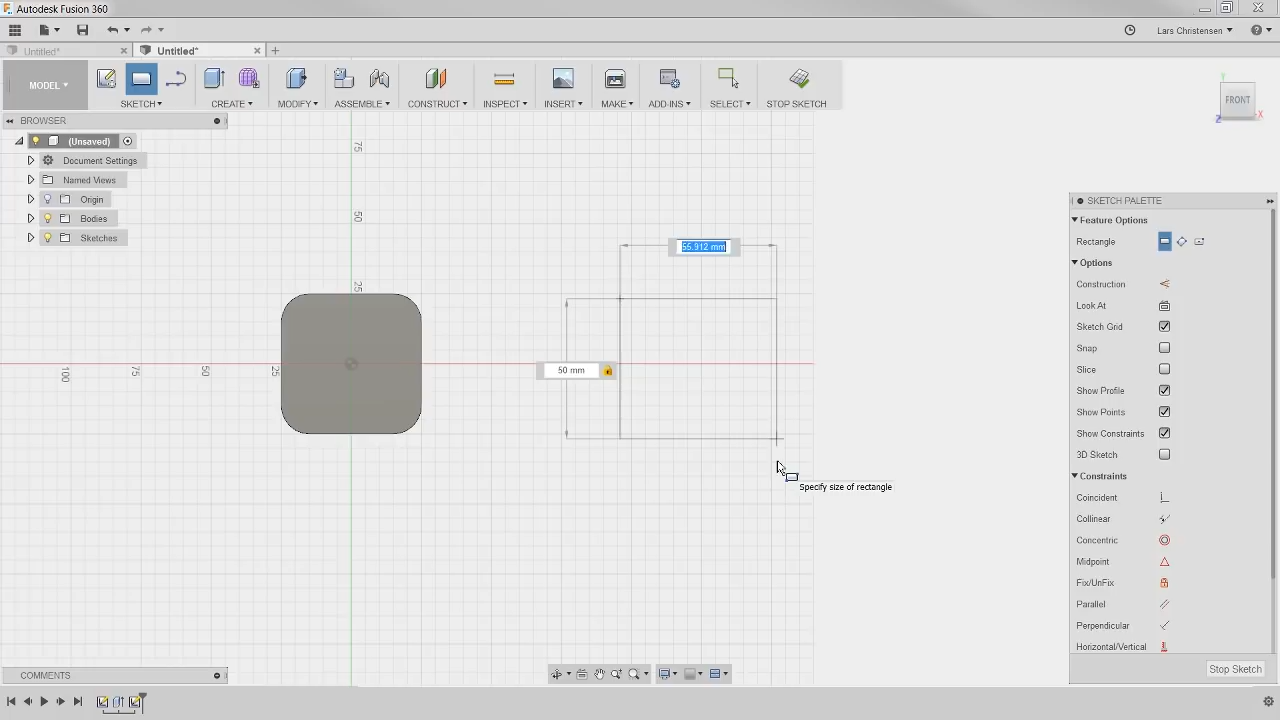 Autodesk Fusion 360
Lars Christensen
Untitled*
Untitled*
MODEL
SKETCH
CREATE
MODIFY
ASSEMBLE
CONSTRUCT
INSPECT
INSERT
MAKE
ADD-INS
SELECT
STOP SKETCH
BROWSER
(Unsaved)
Document Settings
Named Views
Origin
Bodies
Sketches
FRONT
Y
X
Z
75
50
25
100
75
50
25
55.912 mm
50 mm
Specify size of rectangle
SKETCH PALETTE
Feature Options
Rectangle
Options
Construction
Look At
Sketch Grid
Snap
Slice
Show Profile
Show Points
Show Constraints
3D Sketch
Constraints
Coincident
Collinear
Concentric
Midpoint
Fix/UnFix
Parallel
Perpendicular
Horizontal/Vertical
Stop Sketch
COMMENTS